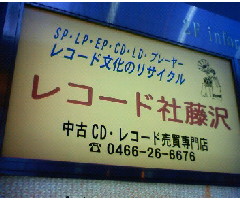 SP・LP・EP・CD・LD・プレーヤー
レコード文化のリサイクル
レコード社藤沢
中古CD・レコード売買専門店
☎0466-26-6676